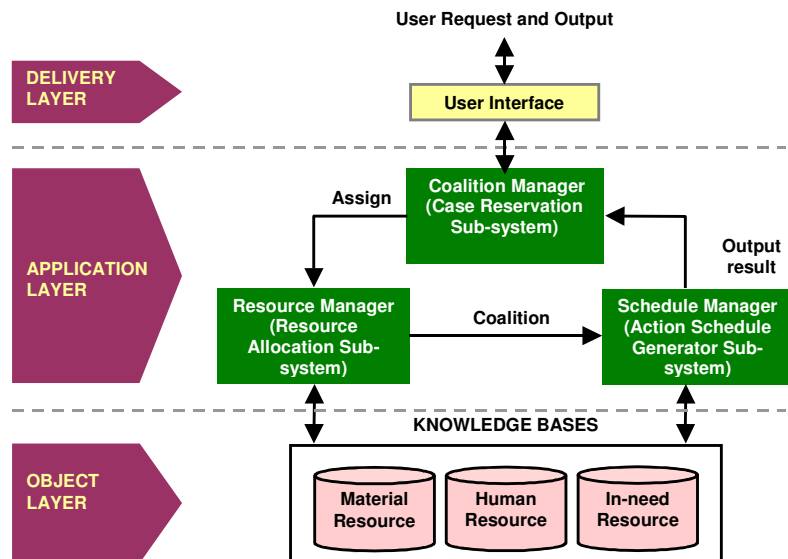 User Request and Output
DELIVERY
LAYER
User Interface
Coalition Manager
(Case Reservation
Sub-system)
Assign
APPLICATION
LAYER
Output
result
Resource Manager
(Resource
Allocation Sub-
system)
Coalition
Schedule Manager
(Action Schedule
Generator Sub-
system)
KNOWLEDGE BASES
OBJECT
LAYER
Material
Resource
Human
Resource
In-need
Resource